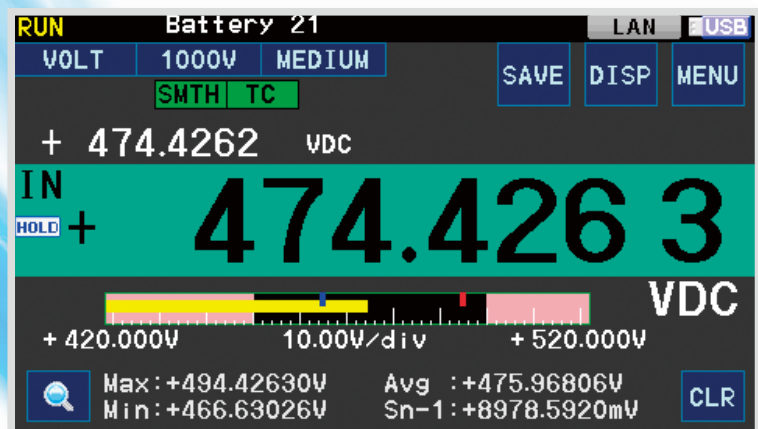 RUN Battery 21 LAN USB
VOLT 1000V MEDIUM SAVE DISP MENU
SMTH TC
+ 474.4262 VDC
IN
HOLD + 474.426 3
VDC
+ 420.000V 10.00V/div + 520.000V
Max:+494.42630V Avg :+475.96806V
Min:+466.63026V Sn-1:+8978.5920mV
CLR